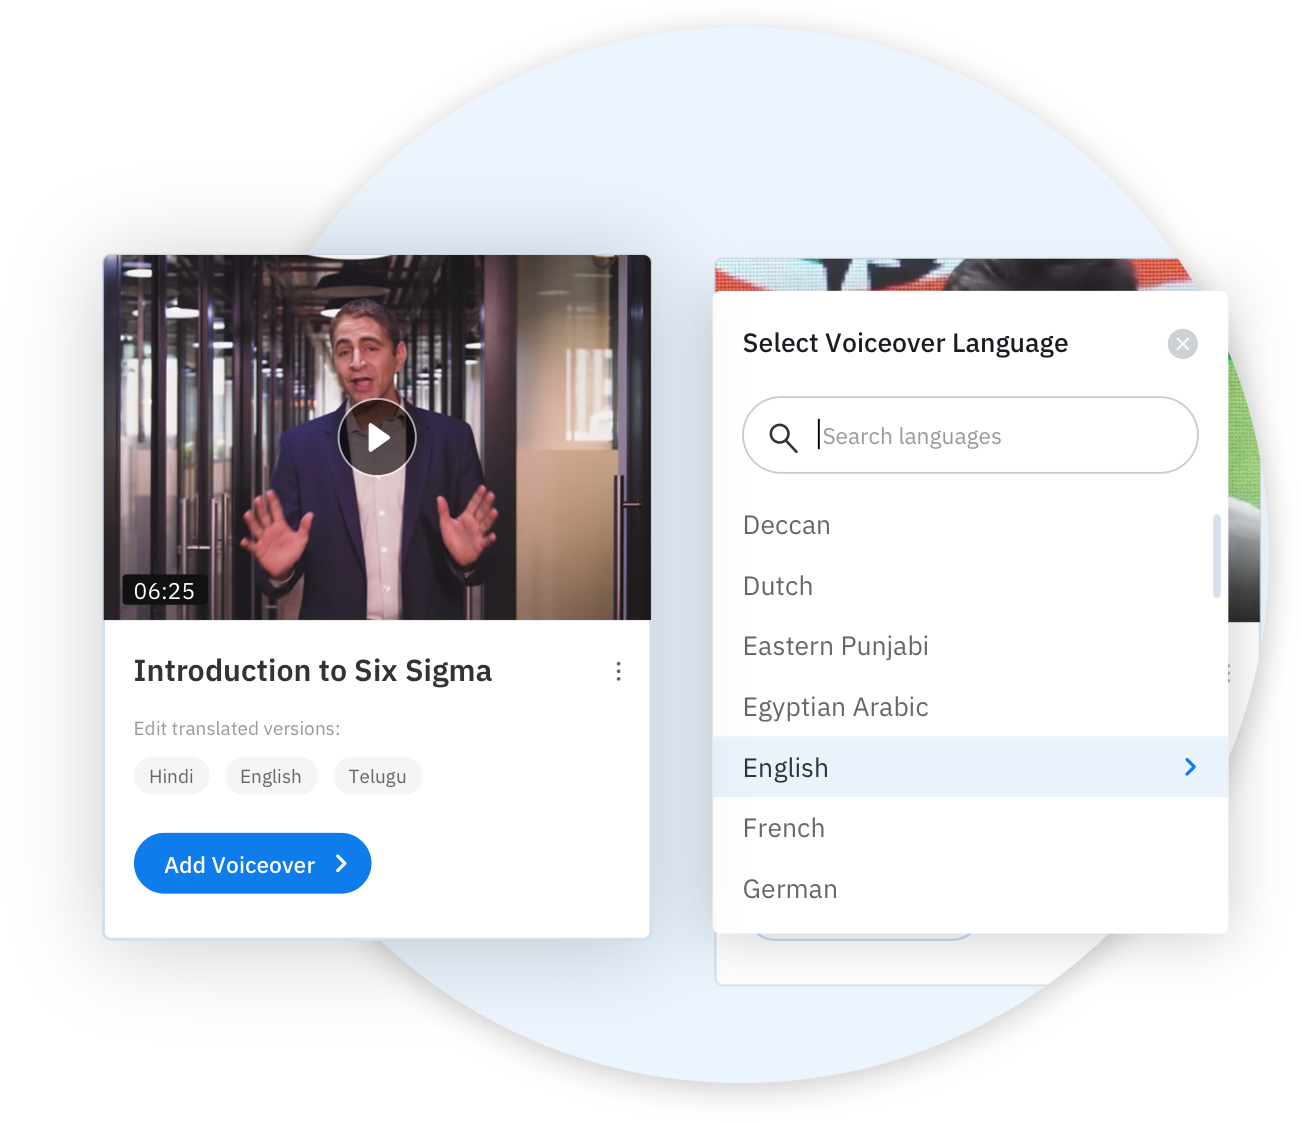 06:25
Introduction to Six Sigma
Edit translated versions:
Hindi English Telugu
Add Voiceover
Select Voiceover Language
Search languages
Deccan
Dutch
Eastern Punjabi
Egyptian Arabic
English
French
German